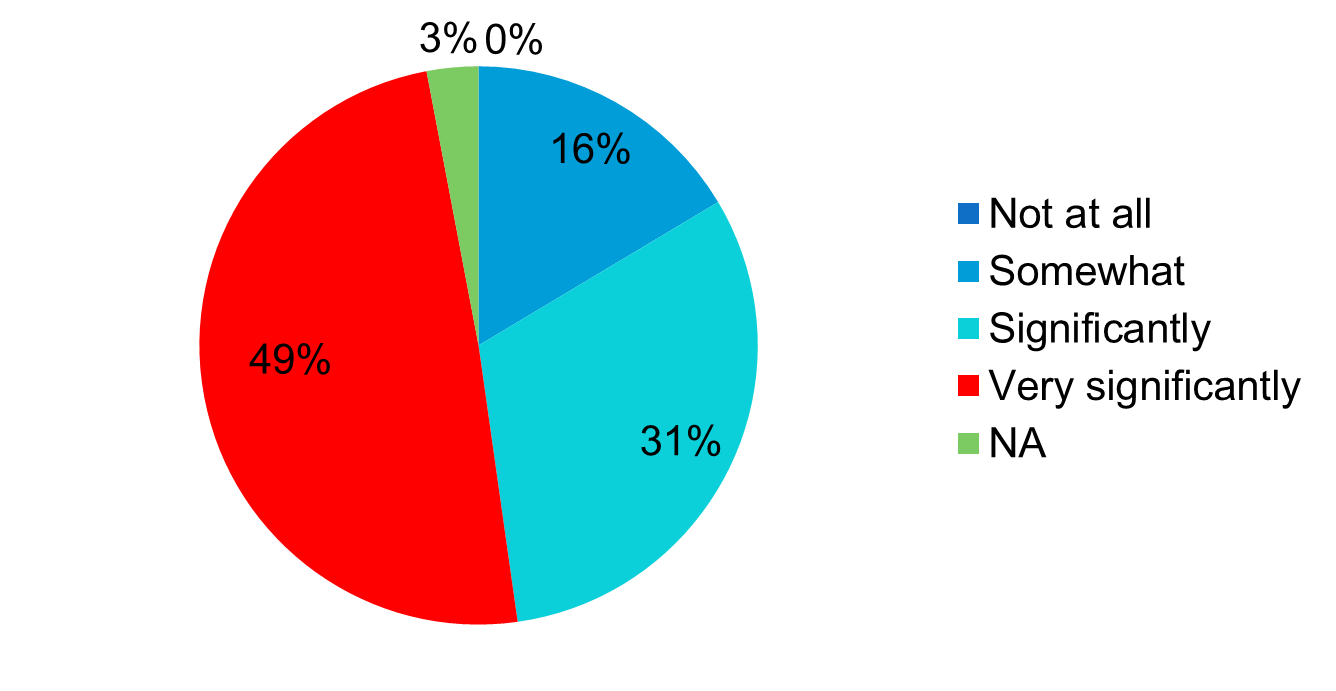 3% 0%
16%
49%
31%
Not at all
Somewhat
Significantly
Very significantly
NA